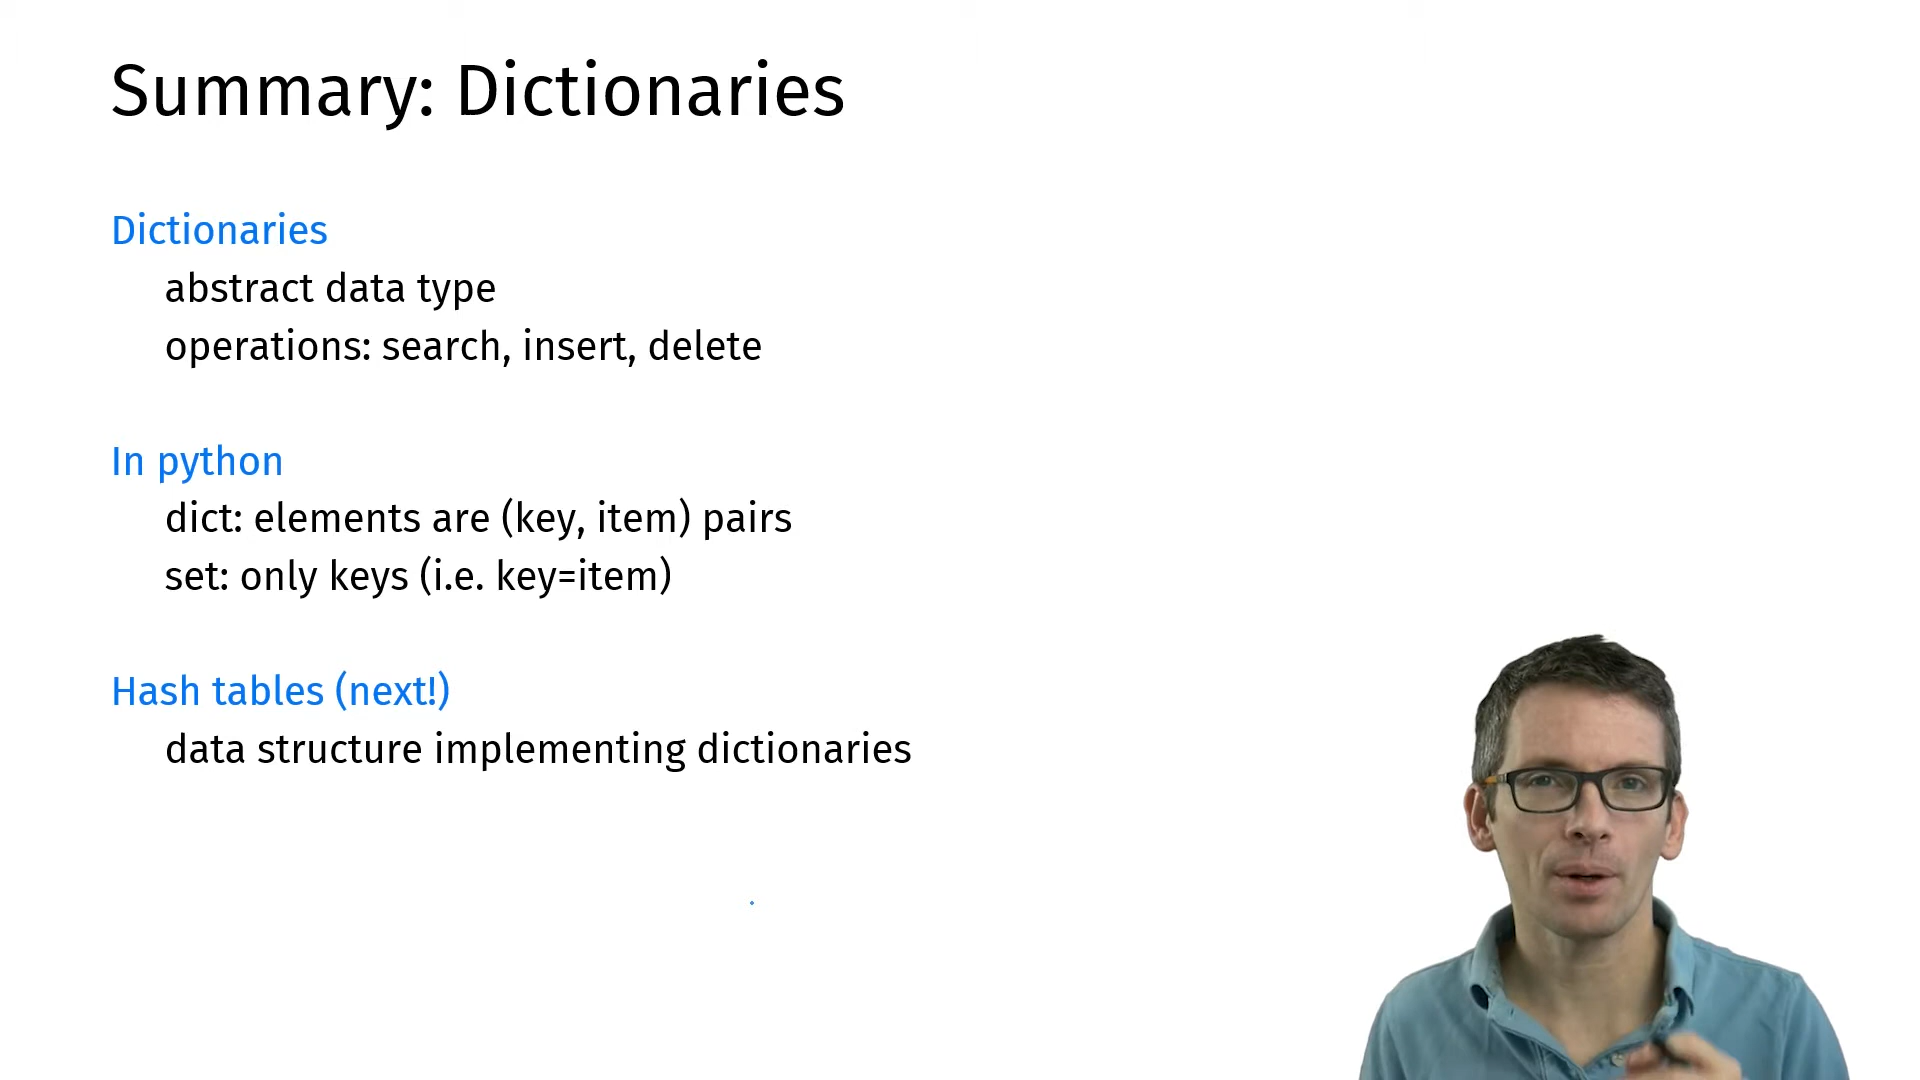 Summary: Dictionaries
Dictionaries
abstract data type
operations: search, insert, delete
In python
dict: elements are (key, item) pairs
set: only keys (i.e. key=item)
Hash tables (next!)
data structure implementing dictionaries